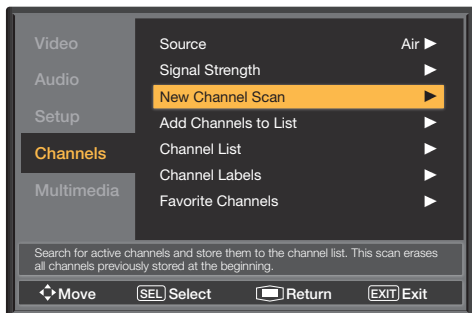 Video
Audio
Setup
Channels
Multimedia
Source Air
Signal Strength
New Channel Scan
Add Channels to List
Channel List
Channel Labels
Favorite Channels
Search for active channels and store them to the channel list. This scan erases
all channels previously stored at the beginning.
Move SEL Select Return EXIT Exit